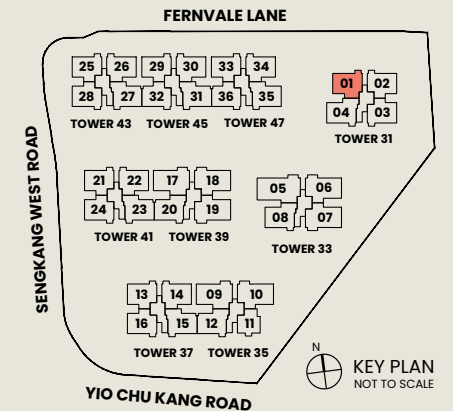 FERNVALE LANE
25 26 29 30 33 34
28 27 32 31 36 35
TOWER 43 TOWER 45 TOWER 47
01 02
04 03
TOWER 31
SENGKANG WEST ROAD
21 22 17 18
24 23 20 19
TOWER 41 TOWER 39
05 06
08 07
TOWER 33
13 14 09 10
16 15 12 11
TOWER 37 TOWER 35
N
KEY PLAN
NOT TO SCALE
YIO CHU KANG ROAD